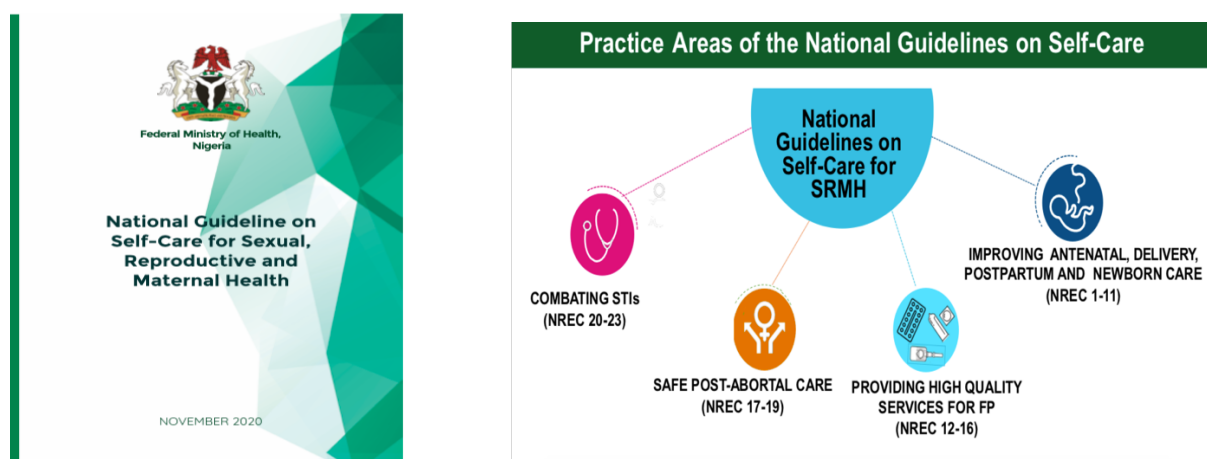 Federal Ministry of Health,
Nigeria
National Guideline on
Self-Care for Sexual,
Reproductive and
Maternal Health
NOVEMBER 2020
Practice Areas of the National Guidelines on Self-Care
National
Guidelines on
Self-Care for
SRMH
COMBATING STIs
(NREC 20-23)
SAFE POST-ABORTAL CARE
(NREC 17-19)
PROVIDING HIGH QUALITY
SERVICES FOR FP
(NREC 12-16)
IMPROVING ANTENATAL, DELIVERY,
POSTPARTUM AND NEWBORN CARE
(NREC 1-11)